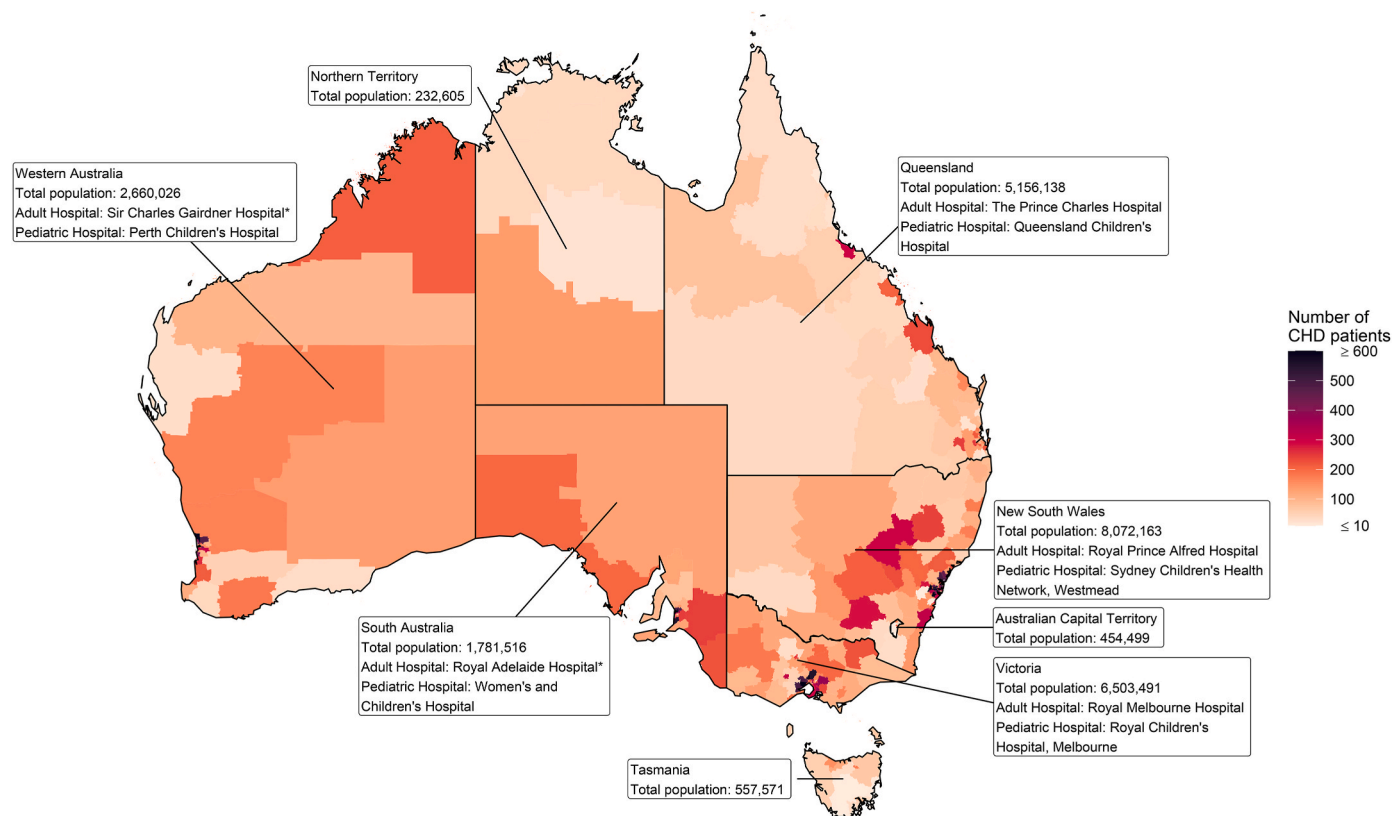 Northern Territory
Total population: 232,605
Western Australia
Total population: 2,660,026
Adult Hospital: Sir Charles Gairdner Hospital*
Pediatric Hospital: Perth Children's Hospital
Queensland
Total population: 5,156,138
Adult Hospital: The Prince Charles Hospital
Pediatric Hospital: Queensland Children's
Hospital
Number of
CHD patients
≥ 600
500
400
300
200
100
≤ 10
New South Wales
Total population: 8,072,163
Adult Hospital: Royal Prince Alfred Hospital
Pediatric Hospital: Sydney Children's Health
Network, Westmead
Australian Capital Territory
Total population: 454,499
South Australia
Total population: 1,781,516
Adult Hospital: Royal Adelaide Hospital*
Pediatric Hospital: Women's and
Children's Hospital
Victoria
Total population: 6,503,491
Adult Hospital: Royal Melbourne Hospital
Pediatric Hospital: Royal Children's
Hospital, Melbourne
Tasmania
Total population: 557,571